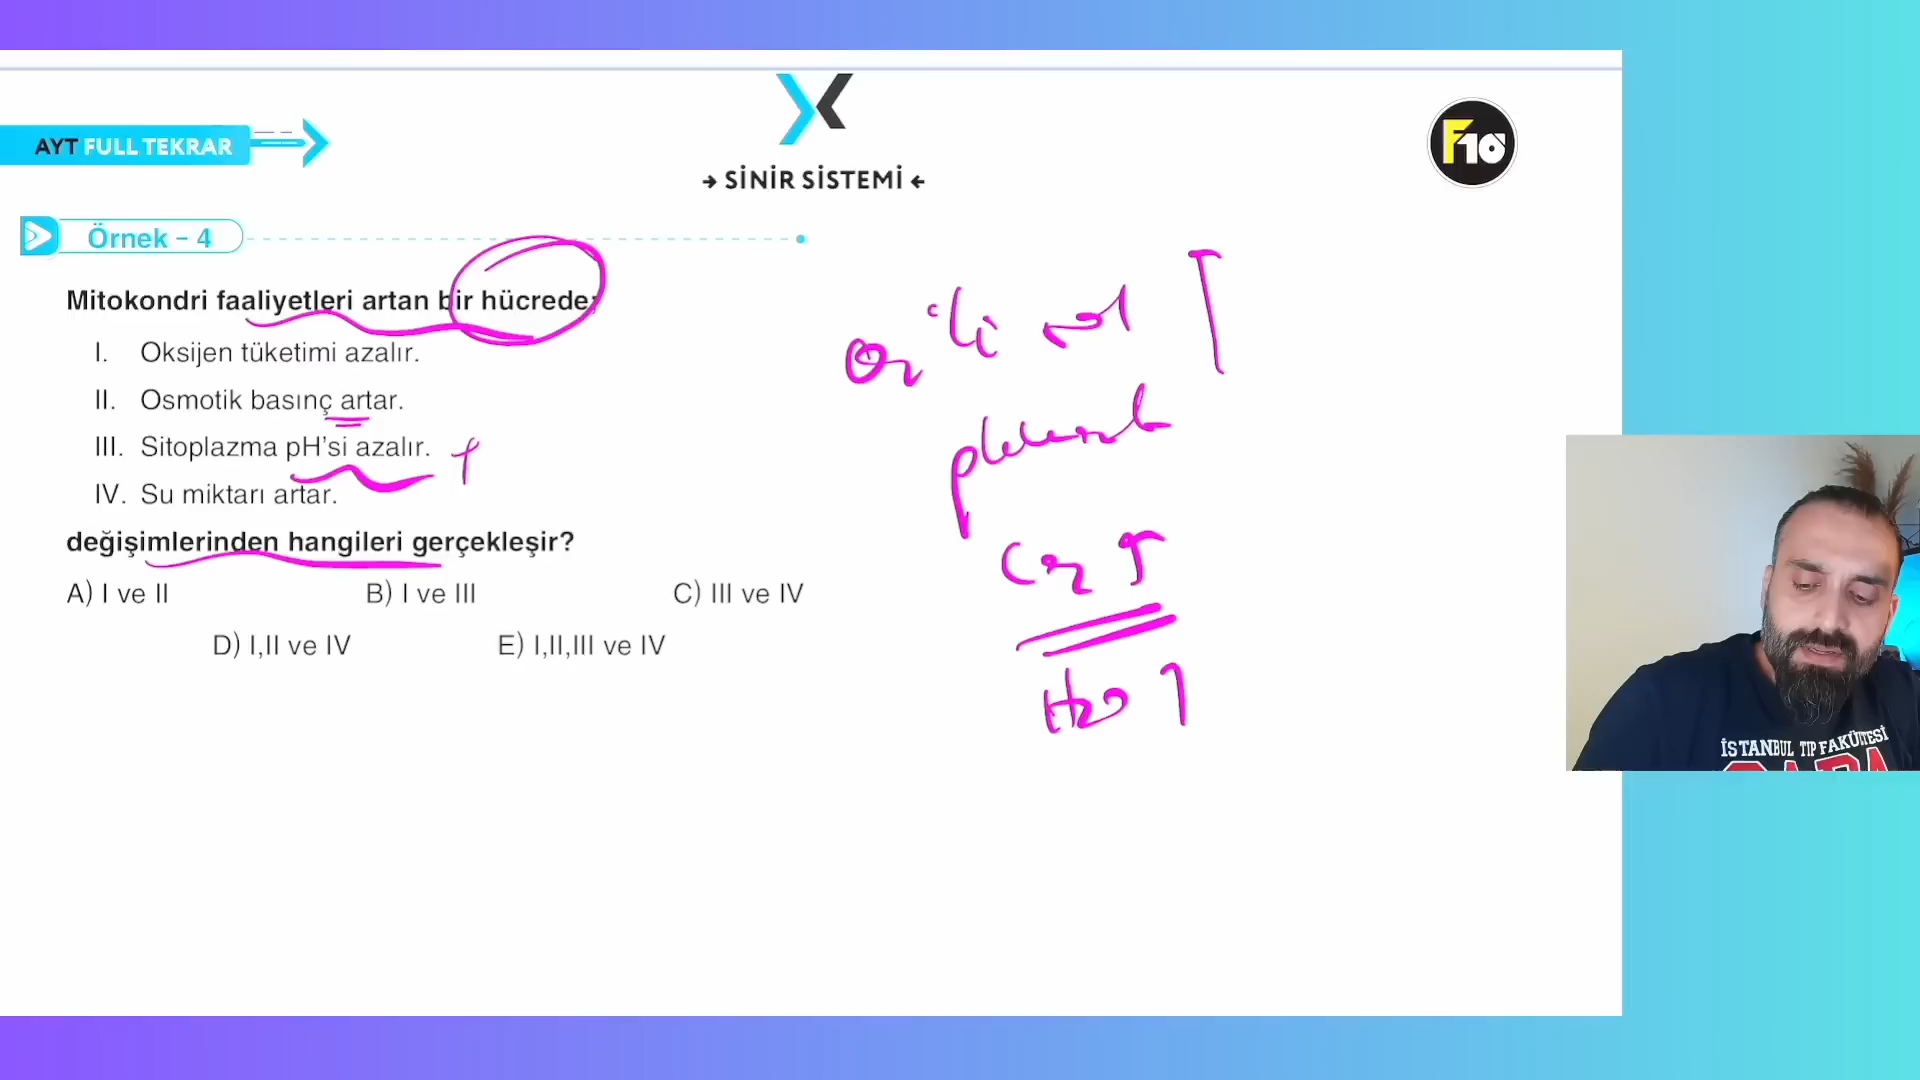 AYT FULL TEKRAR
→ SİNİR SİSTEMİ ←
F10
Örnek – 4
Mitokondri faaliyetleri artan bir hücrede;
I. Oksijen tüketimi azalır.
II. Osmotik basınç artar.
III. Sitoplazma pH'si azalır. +
IV. Su miktarı artar.
değişimlerinden hangileri gerçekleşir?
A) I ve II B) I ve III C) III ve IV
D) I,II ve IV E) I,II,III ve IV
H20
İSTANBUL TIP FAKÜLTESİ